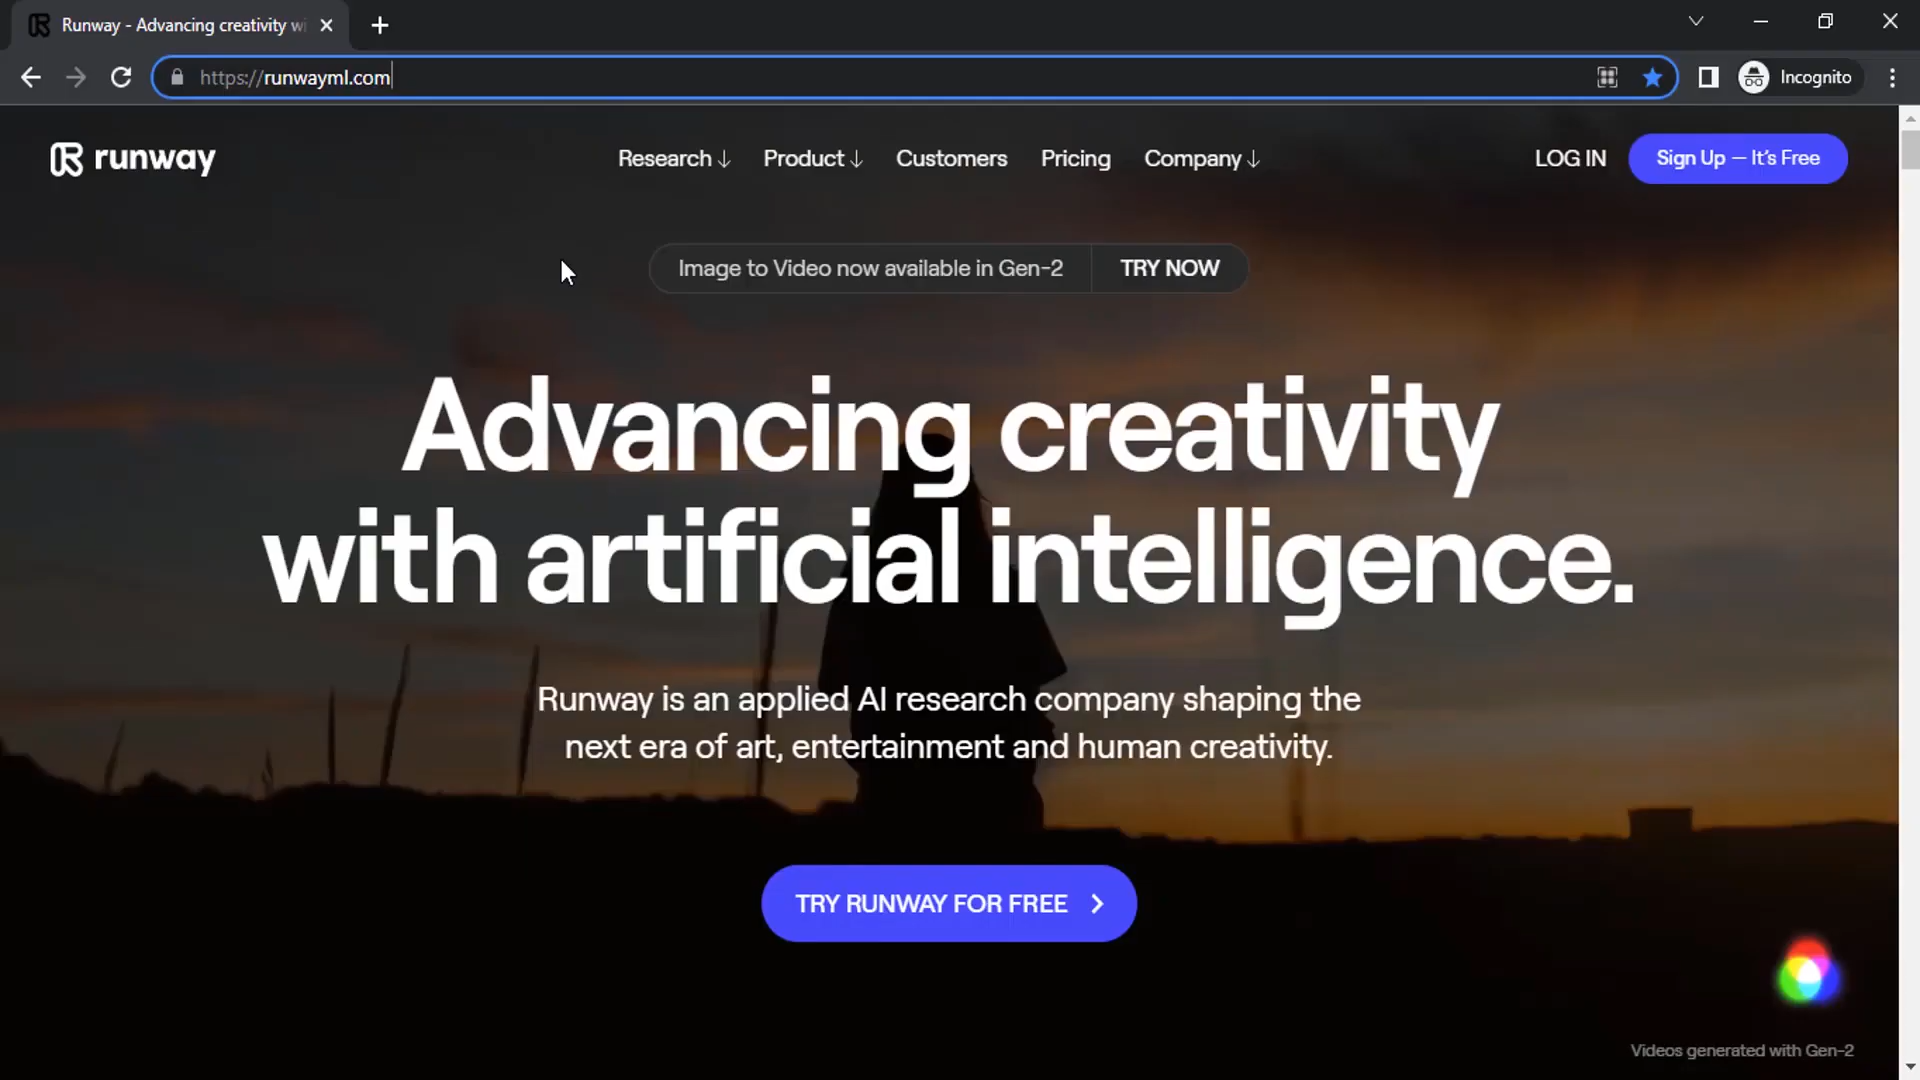 Runway - Advancing creativity wi
https://runwayml.com
Incognito
runway
Research ↓
Product ↓
Customers
Pricing
Company ↓
LOG IN
Sign Up — It's Free
Image to Video now available in Gen-2
TRY NOW
Advancing creativity
with artificial intelligence.
Runway is an applied AI research company shaping the
next era of art, entertainment and human creativity.
TRY RUNWAY FOR FREE
Videos generated with Gen-2